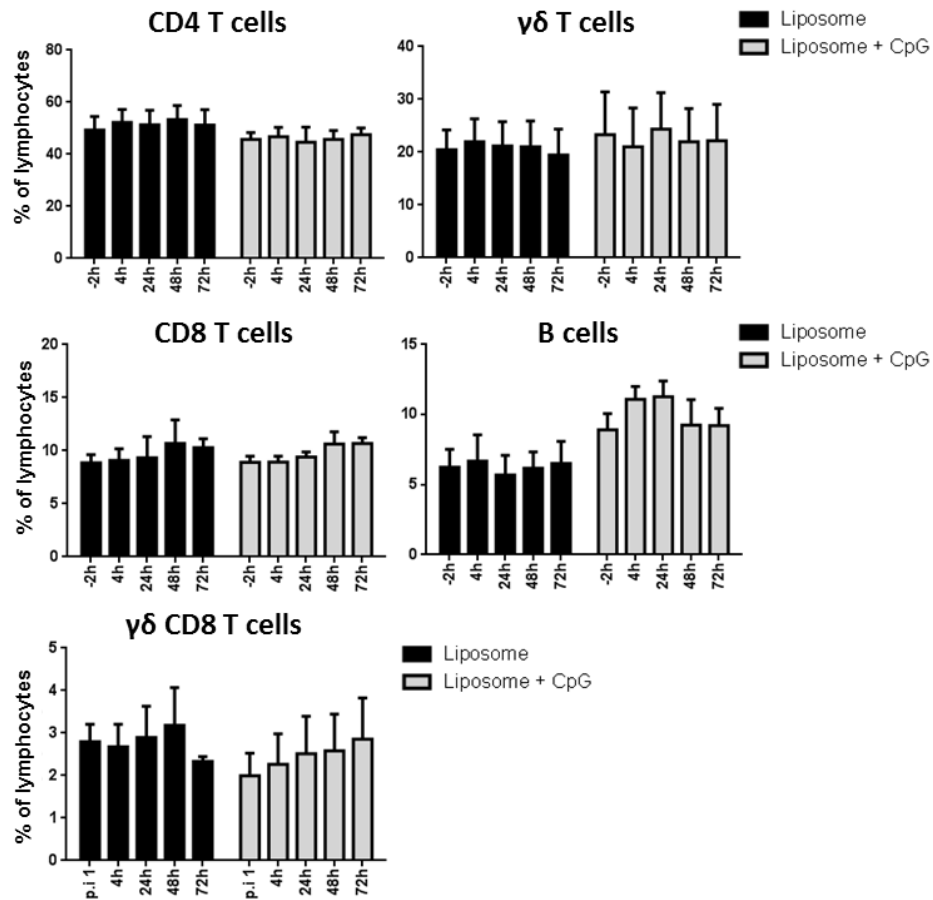 CD4 T cells
% of lymphocytes
80
60
40
20
0
-2h
4h
24h
48h
72h
-2h
4h
24h
48h
72h
γδ T cells
40
30
20
10
0
-2h
4h
24h
48h
72h
-2h
4h
24h
48h
72h
Liposome
Liposome + CpG
CD8 T cells
% of lymphocytes
20
15
10
5
0
-2h
4h
24h
48h
72h
-2h
4h
24h
48h
72h
B cells
15
10
5
0
-2h
4h
24h
48h
72h
-2h
4h
24h
48h
72h
Liposome
Liposome + CpG
γδ CD8 T cells
% of lymphocytes
5
4
3
2
1
0
p.i 1
4h
24h
48h
72h
p.i 1
4h
24h
48h
72h
Liposome
Liposome + CpG